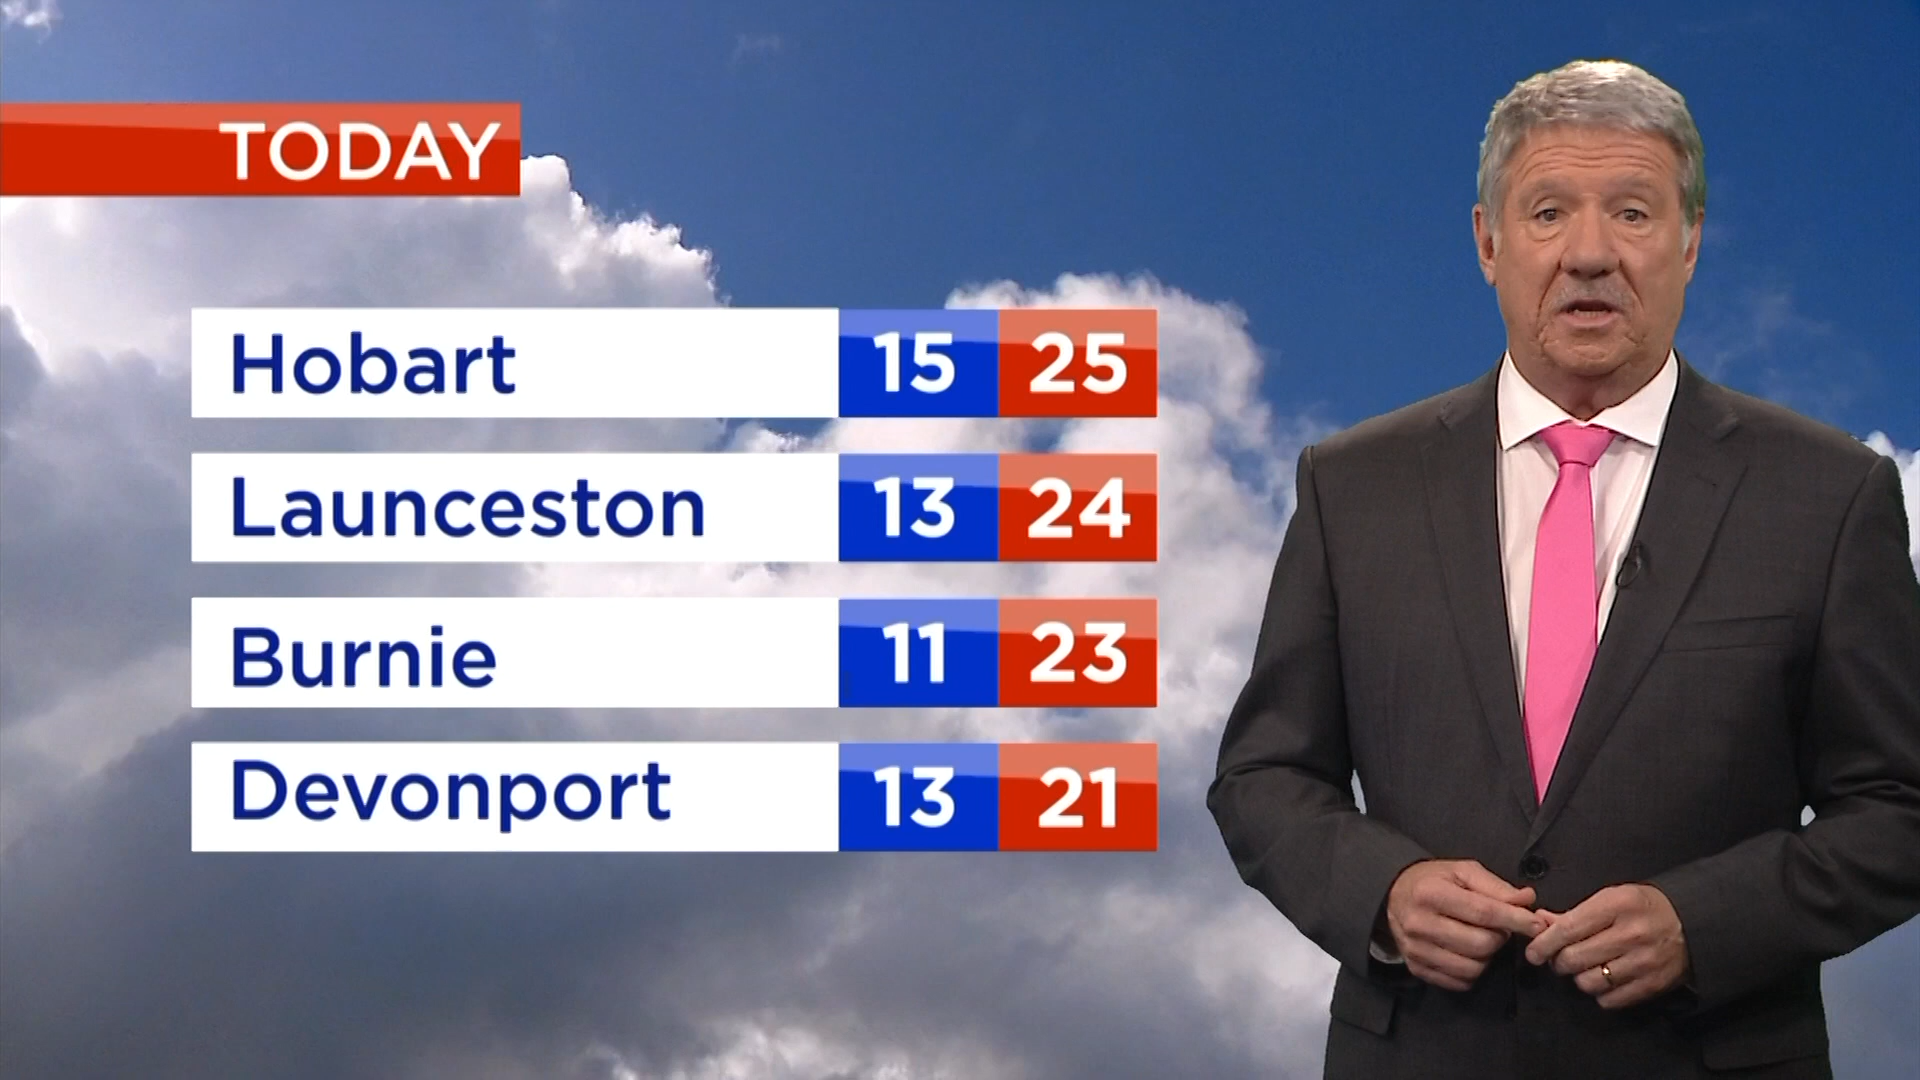 TODAY
Hobart 15 25
Launceston 13 24
Burnie 11 23
Devonport 13 21